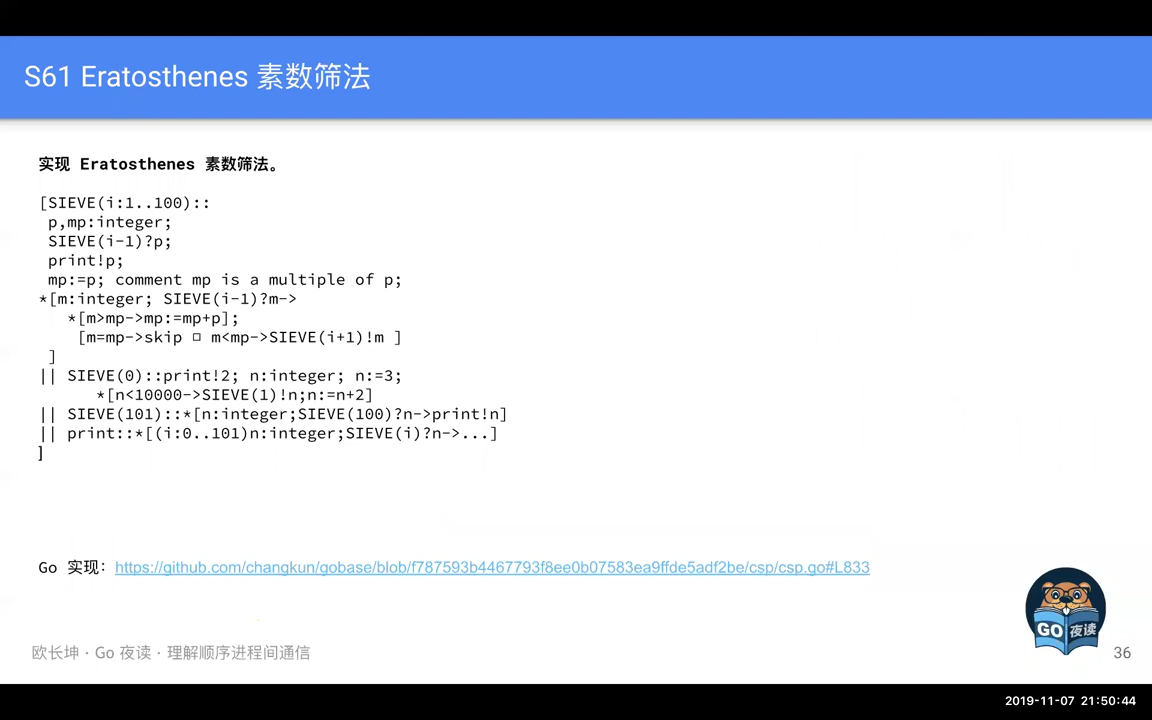 S61 Eratosthenes 素数筛法
实现 Eratosthenes 素数筛法。
[SIEVE(i:1..100)::
p,mp:integer;
SIEVE(i-1)?p;
print!p;
mp:=p; comment mp is a multiple of p;
*[m:integer; SIEVE(i-1)?m->
*[m>mp->mp:=mp+p];
[m=mp->skip □ m<mp->SIEVE(i+1)!m ]
]
|| SIEVE(0)::print!2; n:integer; n:=3;
*[n<10000->SIEVE(1)!n;n:=n+2]
|| SIEVE(101)::*[n:integer;SIEVE(100)?n->print!n]
|| print::*[(i:0..101)n:integer;SIEVE(i)?n->...]
]
Go 实现：https://github.com/changkun/gobase/blob/f787593b4467793f8ee0b07583ea9ffde5adf2be/csp/csp.go#L833
GO 夜读
欧长坤 · Go 夜读 · 理解顺序进程间通信
36
2019-11-07 21:50:44